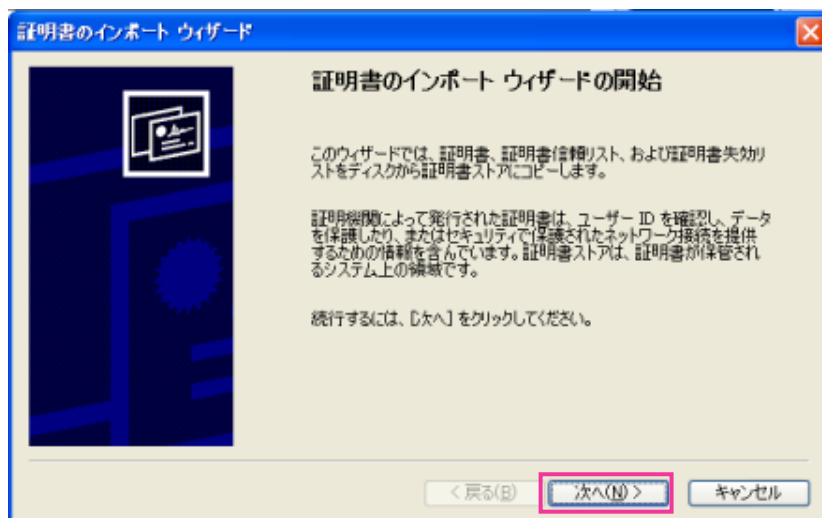 証明書のインポート ウィザード
証明書のインポート ウィザードの開始
このウィザードでは、証明書、証明書信頼リスト、および証明書失効リ
ストをディスクから証明書ストアにコピーします。
証明機関によって発行された証明書は、ユーザー ID を確認し、データ
を保護したり、またはセキュリティで保護されたネットワーク接続を提供
するための情報を含んでいます。証明書ストアは、証明書が保管され
るシステム上の領域です。
続行するには、[次へ] をクリックしてください。
< 戻る(B)
次へ(N) >
キャンセル